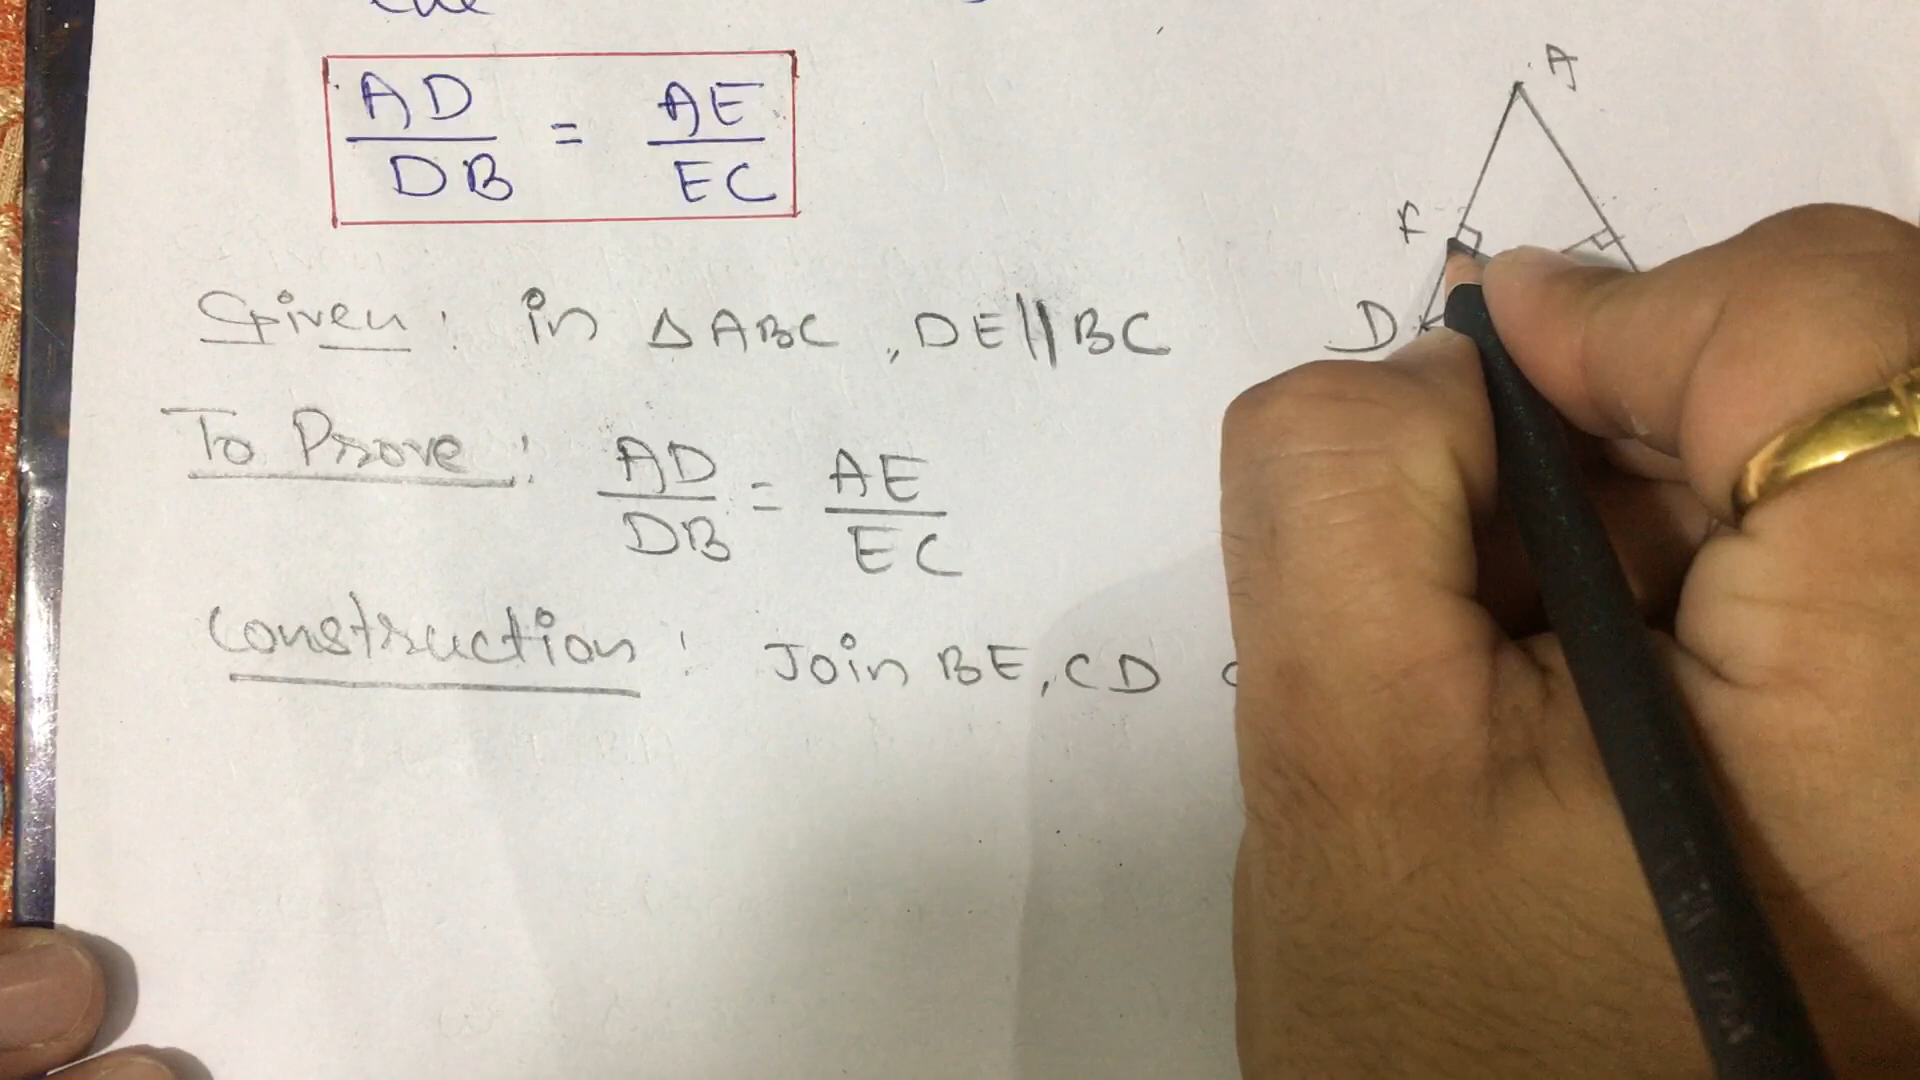 AD/DB = AE/EC
Given: in △ABC, DE||BC
To Prove: AD/DB = AE/EC
Construction: Join BE, CD
A
F
D